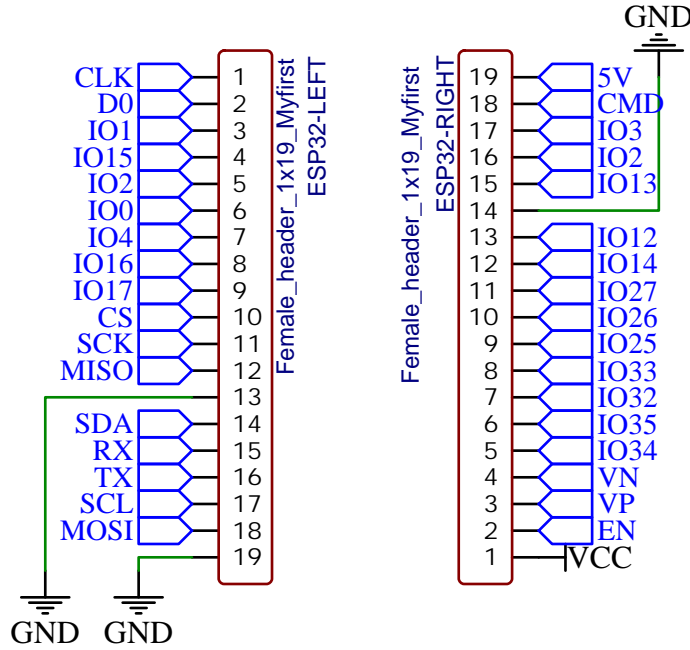 GND
CLK 1
D0 2
IO1 3
IO15 4
IO2 5
IO0 6
IO4 7
IO16 8
IO17 9
CS 10
SCK 11
MISO 12
13
SDA 14
RX 15
TX 16
SCL 17
MOSI 18
19
GND GND
Female_header_1x19_Myfirst
ESP32-LEFT
Female_header_1x19_Myfirst
ESP32-RIGHT
19 5V
18 CMD
17 IO3
16 IO2
15 IO13
14
13 IO12
12 IO14
11 IO27
10 IO26
9 IO25
8 IO33
7 IO32
6 IO35
5 IO34
4 VN
3 VP
2 EN
1 VCC